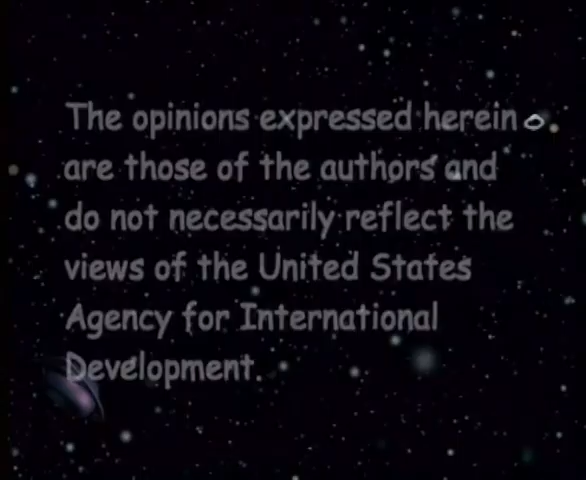 The opinions expressed herein
are those of the authors and
do not necessarily reflect the
views of the United States
Agency for International
Development.